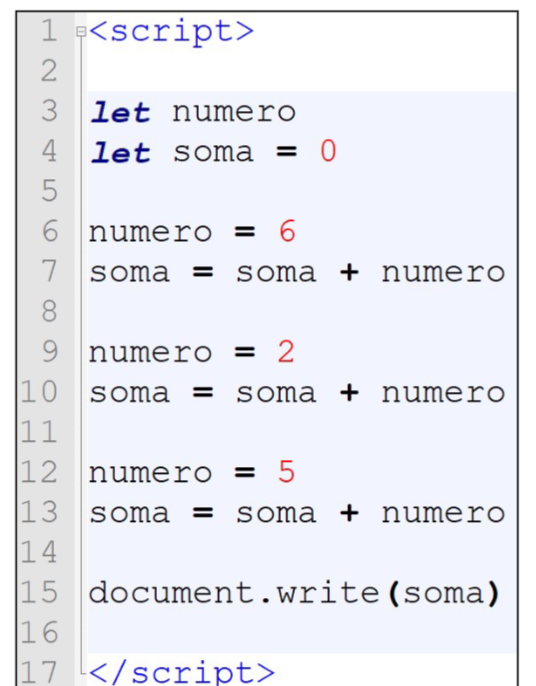 1 <script>
2
3 let numero
4 let soma = 0
5
6 numero = 6
7 soma = soma + numero
8
9 numero = 2
10 soma = soma + numero
11
12 numero = 5
13 soma = soma + numero
14
15 document.write(soma)
16
17 </script>